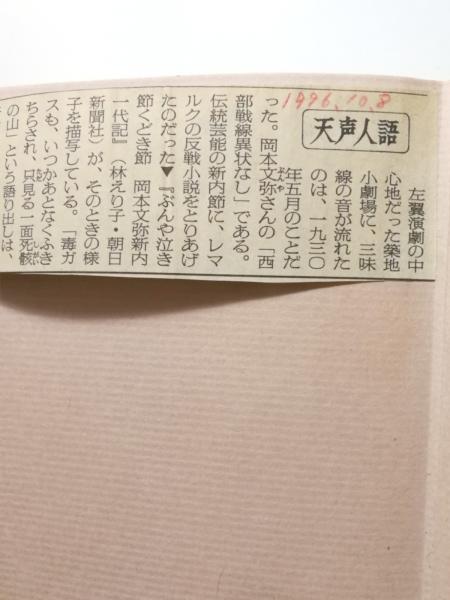 1996.10.8
天声人語
左翼演劇の中
心地だった築地
小劇場に、三味
線の音が流れた
のは、一九三〇
年五月のことだ
った。岡本文弥さんの「西
部戦線異状なし」である。
伝統芸能の新内節に、レマ
ルクの反戦小説をとりあげ
たのだった▼『ぶんや泣き
節くどき節 岡本文弥新内
一代記』（林えり子・朝日
新聞社）が、そのときの様
子を描写している。「毒ガ
スも、いつかあとなくふき
ちらされ、只見る一面死骸
の山」という語り出しは、